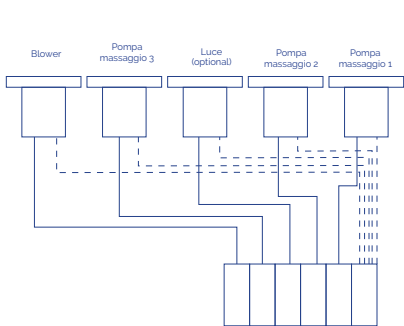 Blower
Pompa
massaggio 3
Luce
(optional)
Pompa
massaggio 2
Pompa
massaggio 1